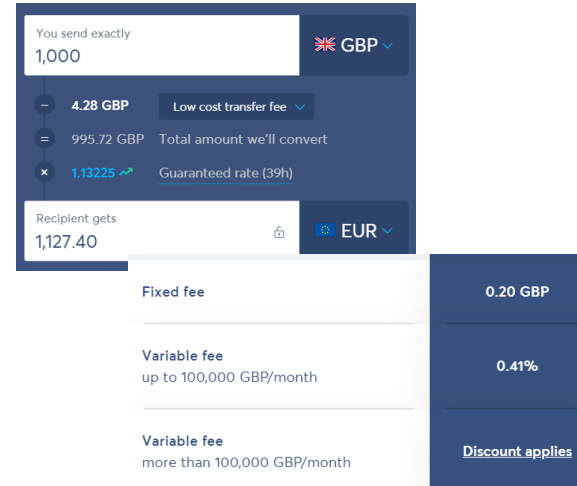 You send exactly
1,000
GBP
4.28 GBP Low cost transfer fee
995.72 GBP Total amount we'll convert
1.13225 Guaranteed rate (39h)
Recipient gets
1,127.40
EUR
Fixed fee 0.20 GBP
Variable fee
up to 100,000 GBP/month
0.41%
Variable fee
more than 100,000 GBP/month
Discount applies